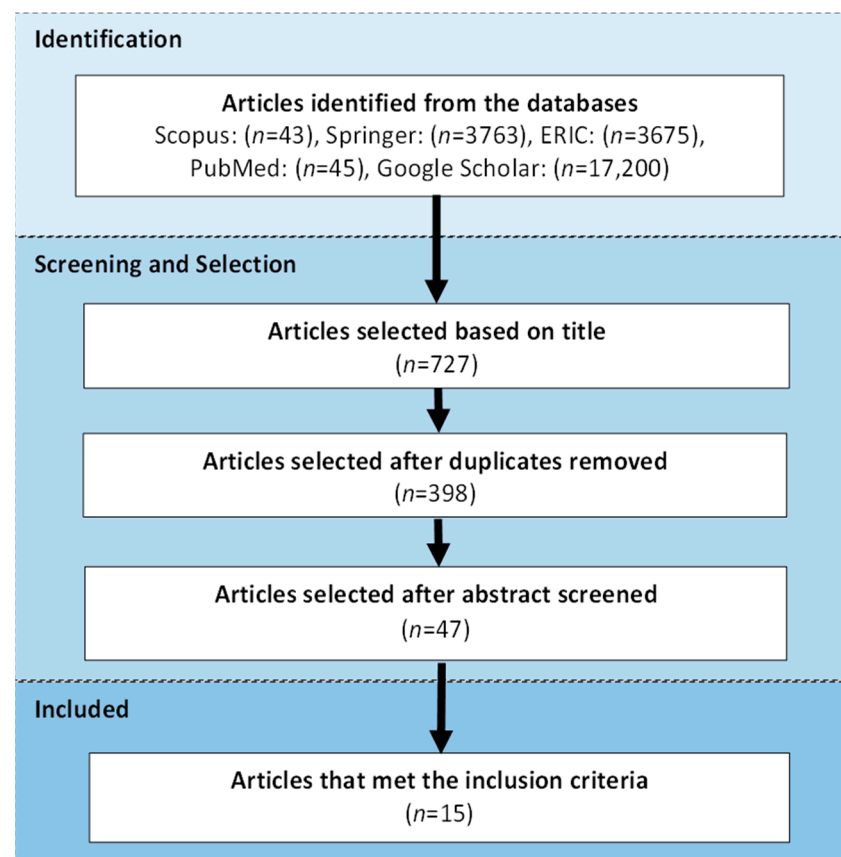 Identification
Articles identified from the databases
Scopus: (n=43), Springer: (n=3763), ERIC: (n=3675),
PubMed: (n=45), Google Scholar: (n=17,200)
Screening and Selection
Articles selected based on title
(n=727)
Articles selected after duplicates removed
(n=398)
Articles selected after abstract screened
(n=47)
Included
Articles that met the inclusion criteria
(n=15)